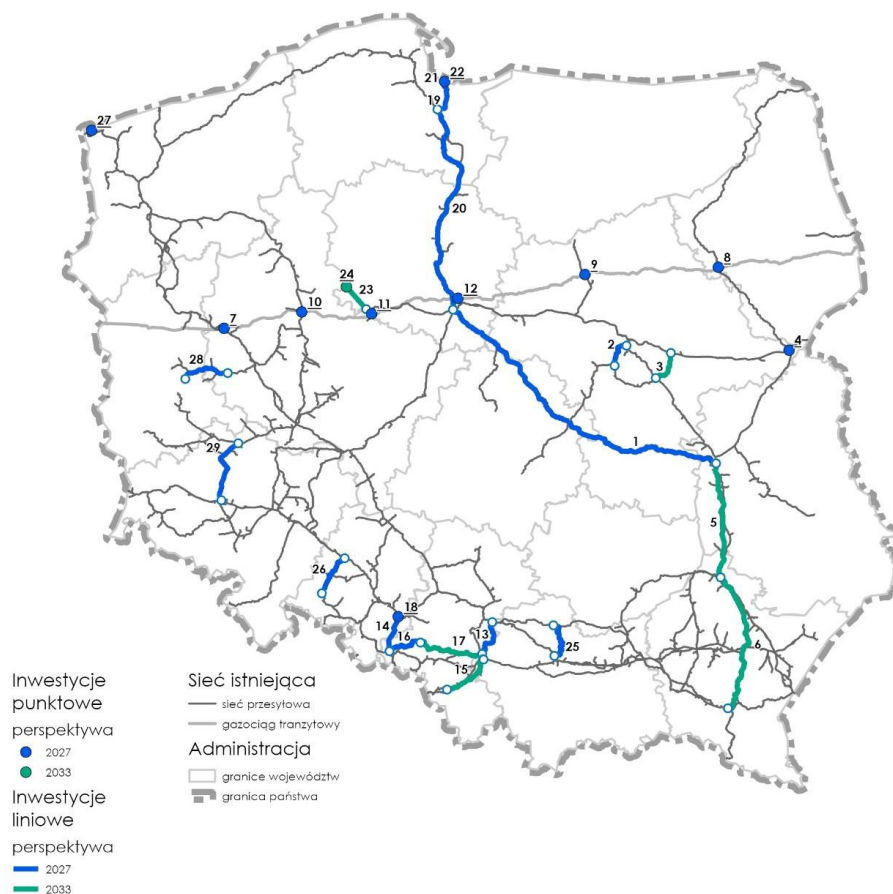 27
21
22
19
20
24
23
12
9
8
11
10
7
28
2
3
4
29
1
5
26
18
14
16
17
13
15
25
6
Inwestycje
punktowe
perspektywa
2027
2033
Inwestycje
liniowe
perspektywa
2027
2033
Sieć istniejąca
sieć przesyłowa
gazociąg tranzytowy
Administracja
granice województw
granica państwa